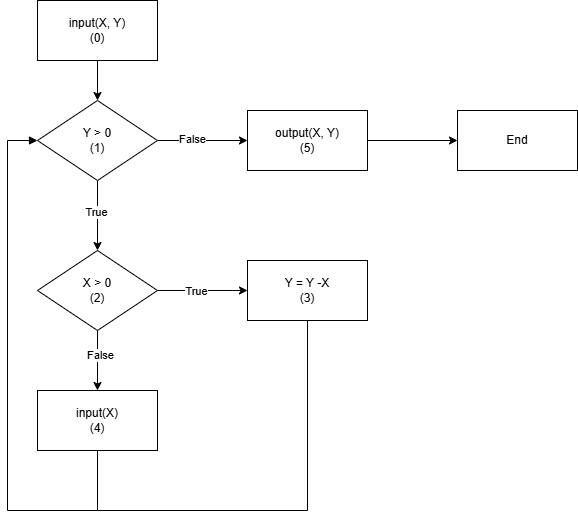 input(X, Y)
(0)
Y > 0
(1)
False
output(X, Y)
(5)
End
True
X > 0
(2)
True
Y = Y -X
(3)
False
input(X)
(4)